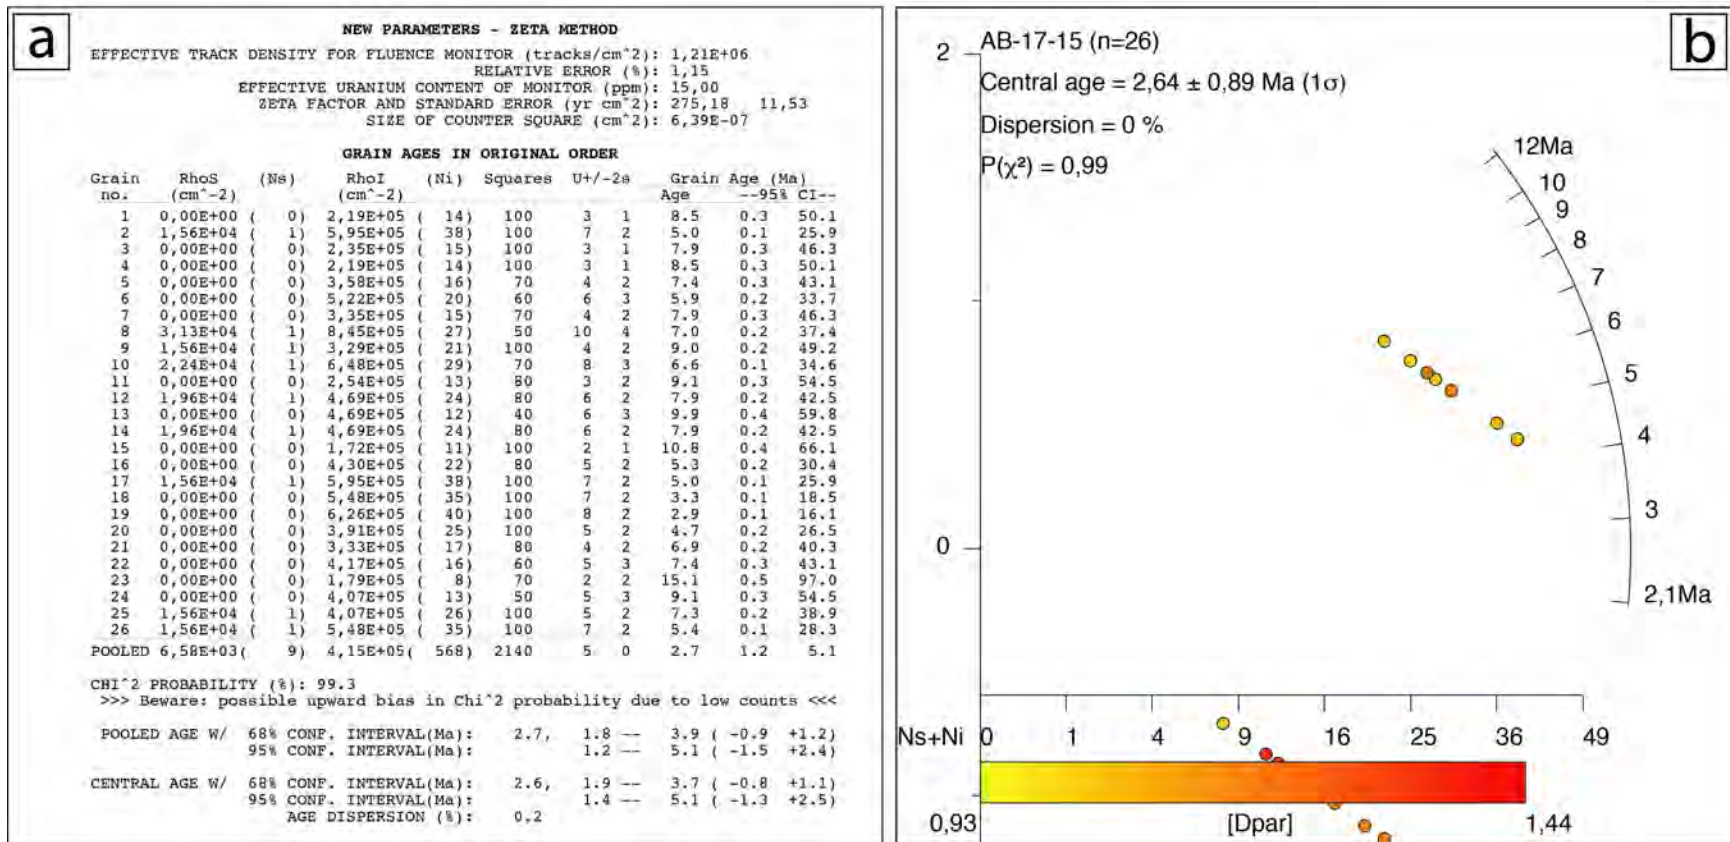 a
NEW PARAMETERS - ZETA METHOD
EFFECTIVE TRACK DENSITY FOR FLUENCE MONITOR (tracks/cm^2): 1,21E+06
RELATIVE ERROR (%): 1,15
EFFECTIVE URANIUM CONTENT OF MONITOR (ppm): 15,00
ZETA FACTOR AND STANDARD ERROR (yr cm^2): 275,18 11,53
SIZE OF COUNTER SQUARE (cm^2): 6,39E-07
GRAIN AGES IN ORIGINAL ORDER
Grain RhoS (Ns) RhoI (Ni) Squares U+/-2s Grain Age (Ma)
no. (cm^-2) (cm^-2) Age --95% CI--
1 0,00E+00 ( 0) 2,19E+05 ( 14) 100 3 1 8.5 0.3 50.1
2 1,56E+04 ( 1) 5,95E+05 ( 38) 100 7 2 5.0 0.1 25.9
3 0,00E+00 ( 0) 2,35E+05 ( 15) 100 3 1 7.9 0.3 46.3
4 0,00E+00 ( 0) 2,19E+05 ( 14) 100 3 1 8.5 0.3 50.1
5 0,00E+00 ( 0) 3,58E+05 ( 16) 70 4 2 7.4 0.3 43.1
6 0,00E+00 ( 0) 5,22E+05 ( 20) 60 6 3 5.9 0.2 33.7
7 0,00E+00 ( 0) 3,35E+05 ( 15) 70 4 2 7.9 0.3 46.3
8 3,13E+04 ( 1) 8,45E+05 ( 27) 50 10 4 7.0 0.2 37.4
9 1,56E+04 ( 1) 3,29E+05 ( 21) 100 4 2 9.0 0.2 49.2
10 2,24E+04 ( 1) 6,48E+05 ( 29) 70 8 3 6.6 0.1 34.6
11 0,00E+00 ( 0) 2,54E+05 ( 13) 80 3 2 9.1 0.3 54.5
12 1,96E+04 ( 1) 4,69E+05 ( 24) 80 6 2 7.9 0.2 42.5
13 0,00E+00 ( 0) 4,69E+05 ( 12) 40 6 3 9.9 0.4 59.8
14 1,96E+04 ( 1) 4,69E+05 ( 24) 80 6 2 7.9 0.2 42.5
15 0,00E+00 ( 0) 1,72E+05 ( 11) 100 2 1 10.8 0.4 66.1
16 0,00E+00 ( 0) 4,30E+05 ( 22) 80 5 2 5.3 0.2 30.4
17 1,56E+04 ( 1) 5,95E+05 ( 38) 100 7 2 5.0 0.1 25.9
18 0,00E+00 ( 0) 5,48E+05 ( 35) 100 7 2 3.3 0.1 18.5
19 0,00E+00 ( 0) 6,26E+05 ( 40) 100 8 2 2.9 0.1 16.1
20 0,00E+00 ( 0) 3,91E+05 ( 25) 100 5 2 4.7 0.2 26.5
21 0,00E+00 ( 0) 3,33E+05 ( 17) 80 4 2 6.9 0.2 40.3
22 0,00E+00 ( 0) 4,17E+05 ( 16) 60 5 3 7.4 0.3 43.1
23 0,00E+00 ( 0) 1,79E+05 ( 8) 70 2 2 15.1 0.5 97.0
24 0,00E+00 ( 0) 4,07E+05 ( 13) 50 5 3 9.1 0.3 54.5
25 1,56E+04 ( 1) 4,07E+05 ( 26) 100 5 2 7.3 0.2 38.9
26 1,56E+04 ( 1) 5,48E+05 ( 35) 100 7 2 5.4 0.1 28.3
POOLED 6,58E+03( 9) 4,15E+05( 568) 2140 5 0 2.7 1.2 5.1
CHI^2 PROBABILITY (%): 99.3
>>> Beware: possible upward bias in Chi^2 probability due to low counts <<<
POOLED AGE W/ 68% CONF. INTERVAL(Ma): 2.7, 1.8 -- 3.9 ( -0.9 +1.2)
95% CONF. INTERVAL(Ma): 1.2 -- 5.1 ( -1.5 +2.4)
CENTRAL AGE W/ 68% CONF. INTERVAL(Ma): 2.6, 1.9 -- 3.7 ( -0.8 +1.1)
95% CONF. INTERVAL(Ma): 1.4 -- 5.1 ( -1.3 +2.5)
AGE DISPERSION (%): 0.2
b
AB-17-15 (n=26)
Central age = 2,64 ± 0,89 Ma (1σ)
Dispersion = 0 %
P(χ²) = 0,99
2
0
12Ma
10
9
8
7
6
5
4
3
2,1Ma
Ns+Ni 0 1 4 9 16 25 36 49
0,93 [Dpar] 1,44